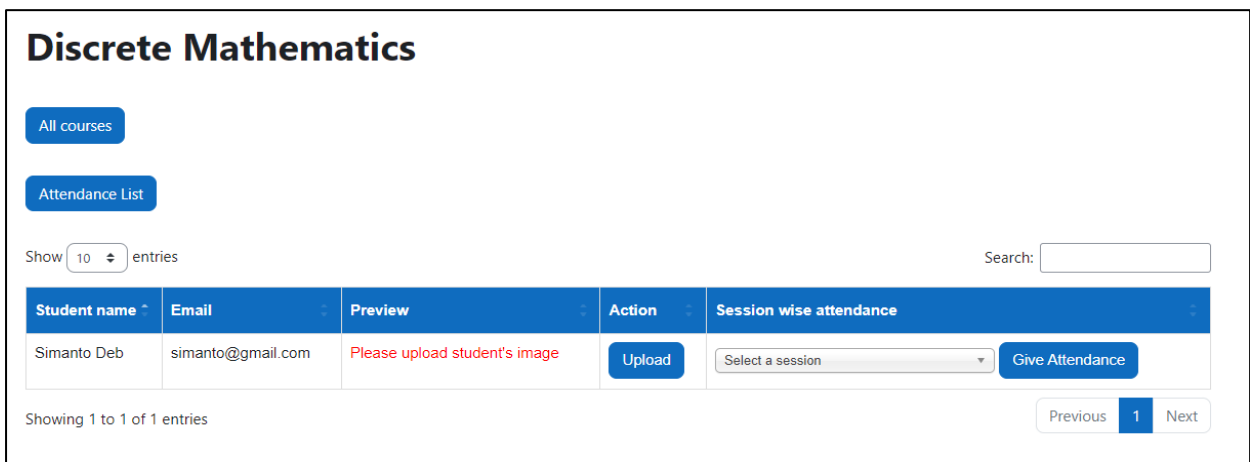 Discrete Mathematics
All courses
Attendance List
Show 10 entries
Search:
Student name Email Preview Action Session wise attendance
Simanto Deb simanto@gmail.com Please upload student's image Upload Select a session Give Attendance
Showing 1 to 1 of 1 entries
Previous 1 Next